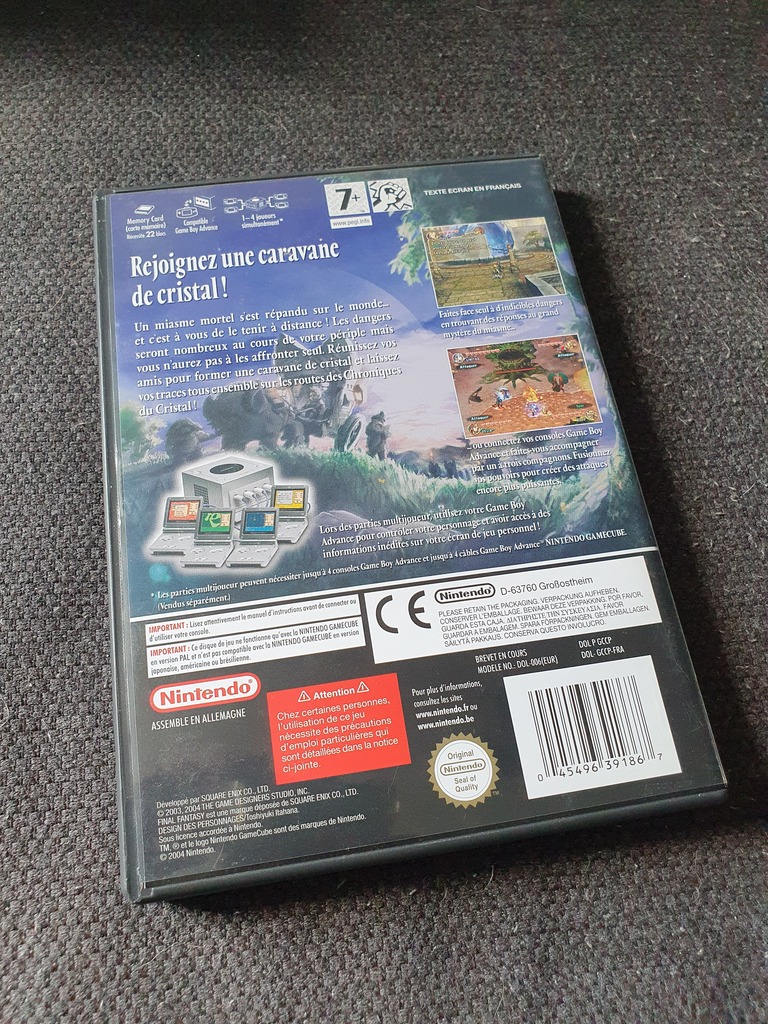 Memory Card
(carte mémoire)
Nécessite 22 blocs
Compatible
Game Boy Advance
1-4 joueurs
simultanément*
7+
www.pegi.info
TEXTE ECRAN EN FRANÇAIS
Rejoignez une caravane
de cristal !
Un miasme mortel s'est répandu sur le monde...
et c'est à vous de le tenir à distance ! Les dangers
seront nombreux au cours de votre périple mais
vous n'aurez pas à les affronter seul. Réunissez vos
amis pour former une caravane de cristal et laissez
vos traces tous ensemble sur les routes des Chroniques
du Cristal !
Faites face seul à d'indicibles dangers
en trouvant des réponses au grand
mystère du miasme...
...ou connectez vos consoles Game Boy
Advance et faites-vous accompagner
par un à trois compagnons. Fusionnez
vos pouvoirs pour créer des attaques
encore plus puissantes.
Lors des parties multijoueur, utilisez votre Game Boy
Advance pour contrôler votre personnage et avoir accès à des
informations inédites sur votre écran de jeu personnel !
* Les parties multijoueur peuvent nécessiter jusqu'à 4 consoles Game Boy Advance et jusqu'à 4 câbles Game Boy Advance™ NINTENDO GAMECUBE.
(Vendus séparément.)
IMPORTANT : Lisez attentivement le manuel d'instructions avant de connecter ou
d'utiliser votre console.
IMPORTANT : Ce disque de jeu ne fonctionne qu'avec la NINTENDO GAMECUBE
en version PAL et n'est pas compatible avec la NINTENDO GAMECUBE en version
japonaise, américaine ou brésilienne.
CE
Nintendo®
D-63760 Großostheim
PLEASE RETAIN THE PACKAGING. VERPACKUNG AUFHEBEN.
CONSERVER L'EMBALLAGE. BEWAAR DEZE VERPAKKING. POR FAVOR,
GUARDA ESTA CAJA. ΔΙΑΤΗΡΕΙΤΕ ΤΗΝ ΣΥΣΚΕΥΑΣΙΑ. FAVOR
GUARDAR A EMBALAGEM. SPARA FÖRPACKNINGEN. GEM EMBALLAGEN.
SÄILYTÄ PAKKAUS. CONSERVA QUESTO INVOLUCRO.
BREVET EN COURS
MODELE NO.: DOL-006(EUR)
DOL P GCCP
DOL- GCCP-FRA
Nintendo®
ASSEMBLE EN ALLEMAGNE
Attention
Chez certaines personnes,
l'utilisation de ce jeu
nécessite des précautions
d'emploi particulières qui
sont détaillées dans la notice
ci-jointe.
Pour plus d'informations,
consultez les sites
www.nintendo.fr ou
www.nintendo.be
Original
Nintendo
Seal of
Quality
TM
0 45496 39186 7
Développé par SQUARE ENIX CO., LTD.
© 2003, 2004 THE GAME DESIGNERS STUDIO, INC.
FINAL FANTASY est une marque déposée de SQUARE ENIX CO., LTD.
DESIGN DES PERSONNAGES/Toshiyuki Itahana.
Sous licence accordée à Nintendo.
TM, ® et le logo Nintendo GameCube sont des marques de Nintendo.
© 2004 Nintendo.